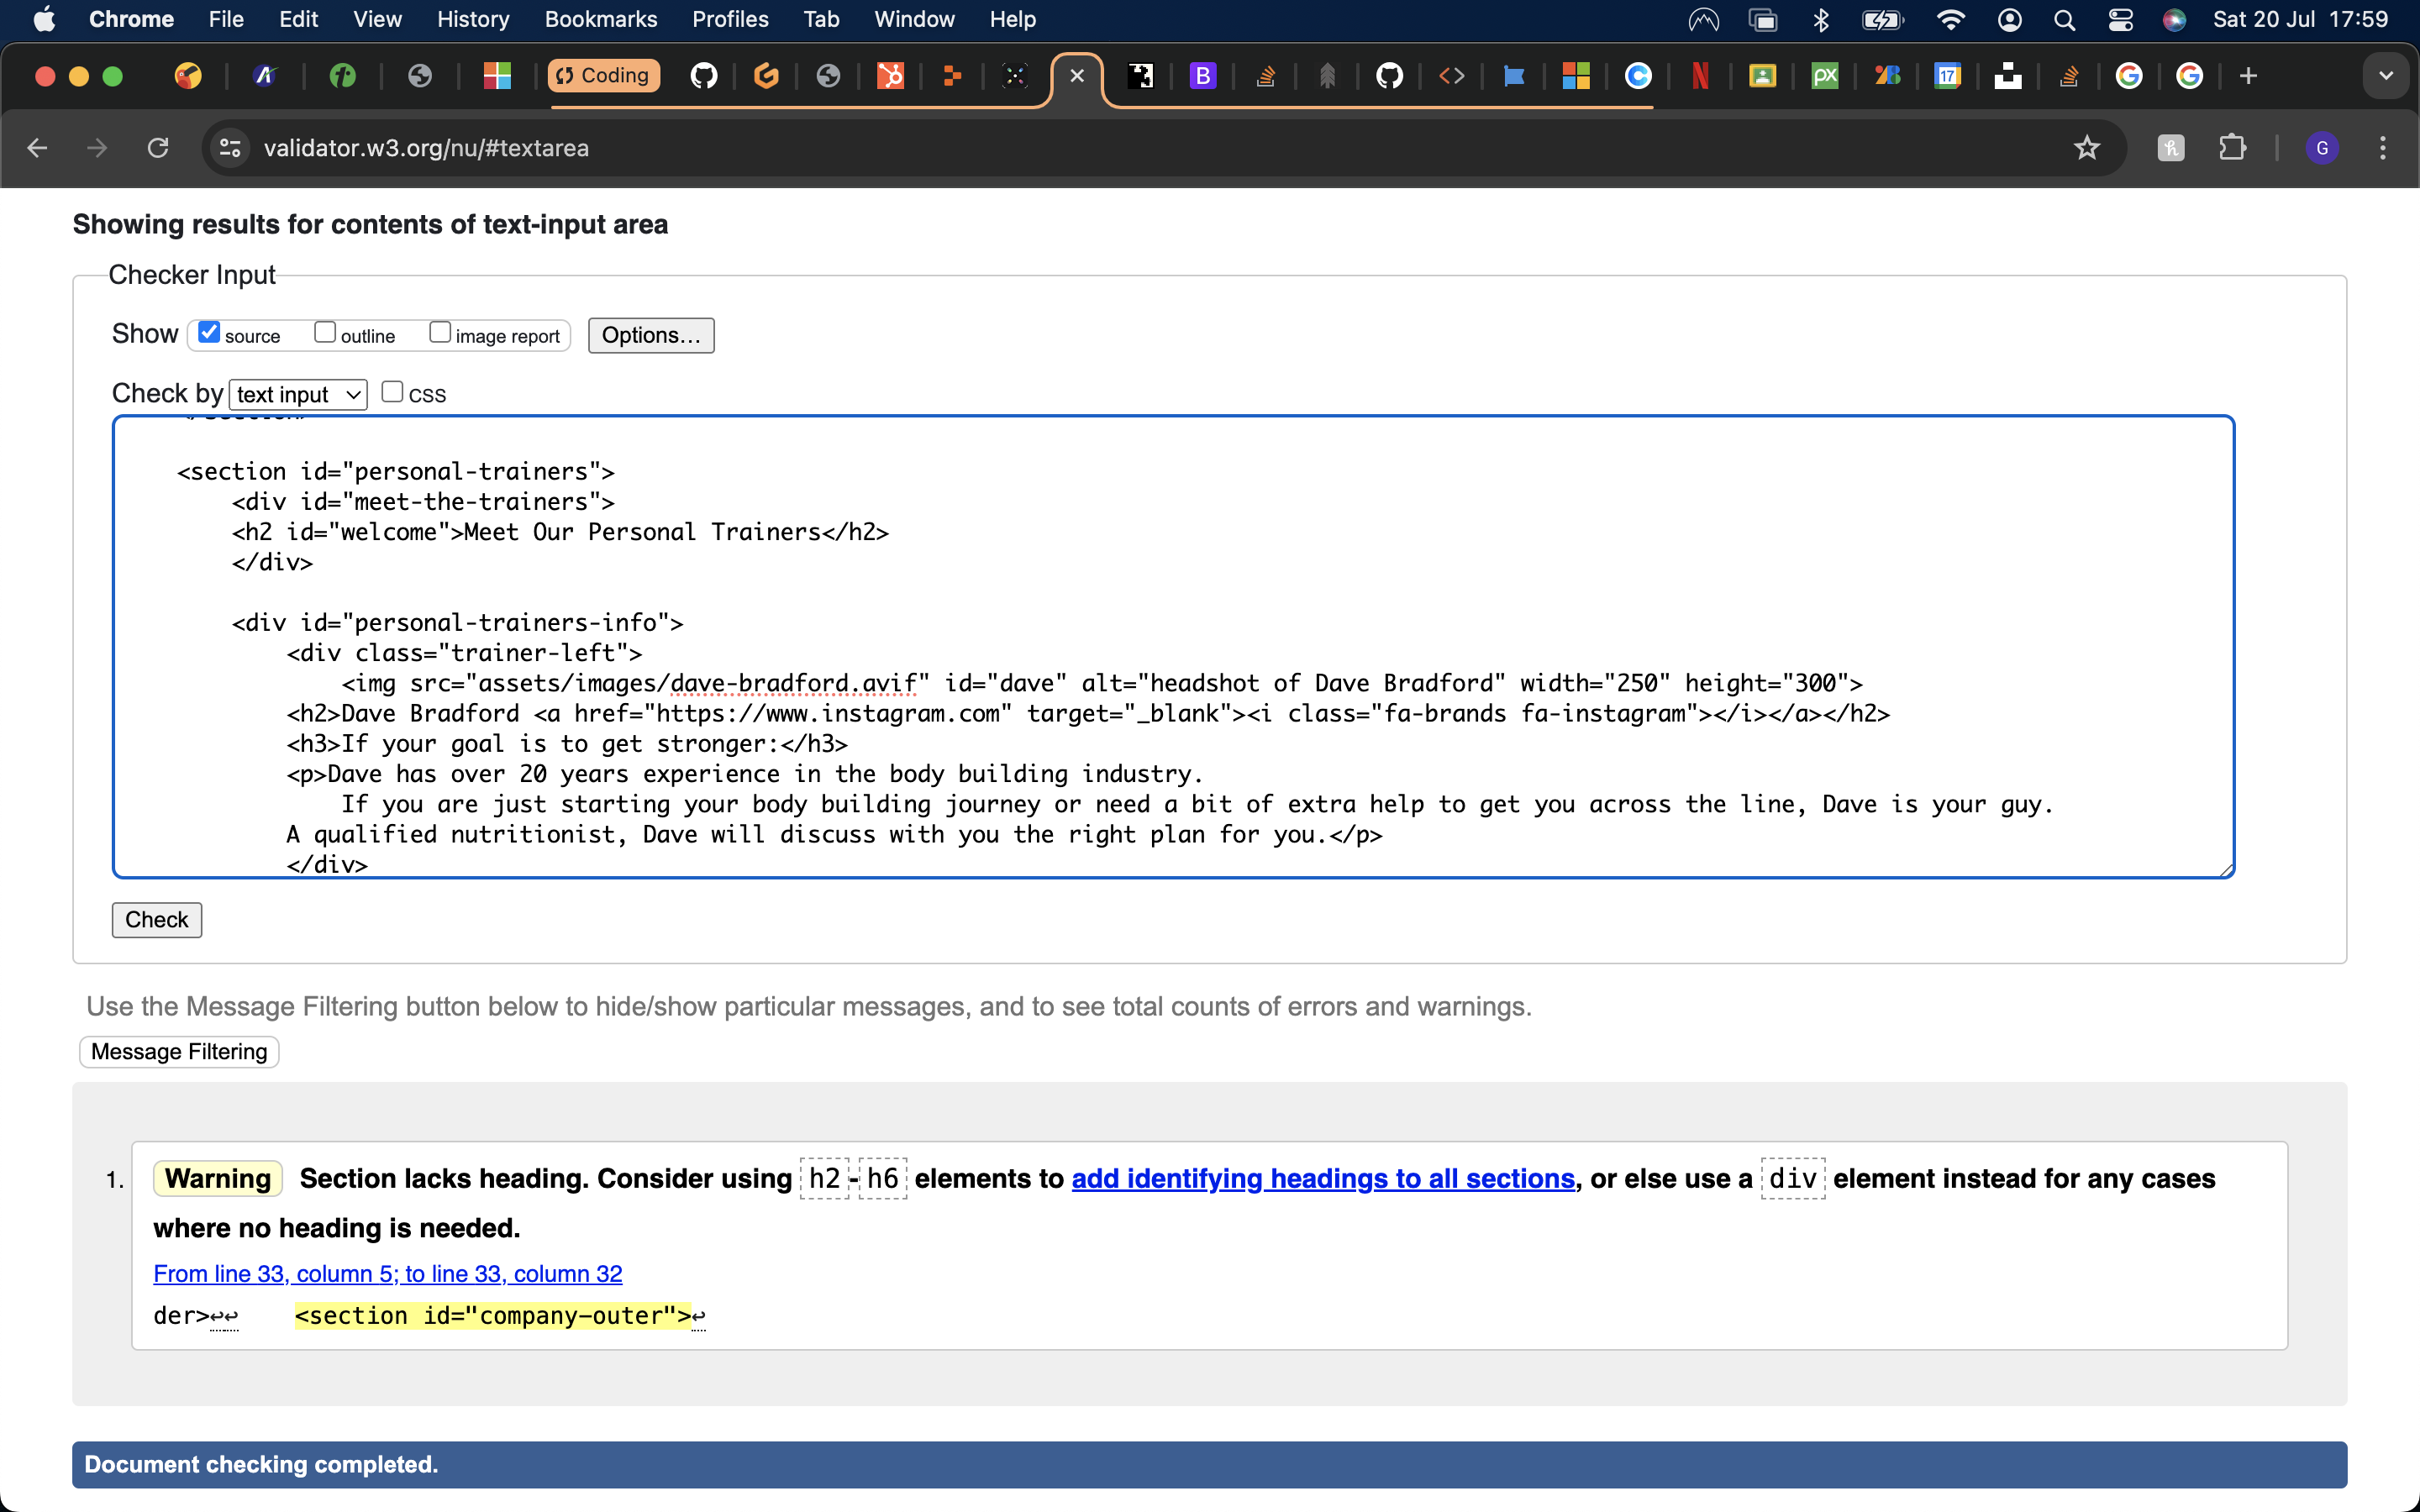 Chrome File Edit View History Bookmarks Profiles Tab Window Help Sat 20 Jul 17:59
Coding
validator.w3.org/nu/#textarea
Showing results for contents of text-input area
Checker Input
Show source outline image report Options...
Check by text input CSS
<section id="personal-trainers">
<div id="meet-the-trainers">
<h2 id="welcome">Meet Our Personal Trainers</h2>
</div>
<div id="personal-trainers-info">
<div class="trainer-left">
<img src="assets/images/dave-bradford.avif" id="dave" alt="headshot of Dave Bradford" width="250" height="300">
<h2>Dave Bradford <a href="https://www.instagram.com" target="_blank"><i class="fa-brands fa-instagram"></i></a></h2>
<h3>If your goal is to get stronger:</h3>
<p>Dave has over 20 years experience in the body building industry.
If you are just starting your body building journey or need a bit of extra help to get you across the line, Dave is your guy.
A qualified nutritionist, Dave will discuss with you the right plan for you.</p>
</div>
Check
Use the Message Filtering button below to hide/show particular messages, and to see total counts of errors and warnings.
Message Filtering
1. Warning Section lacks heading. Consider using h2-h6 elements to add identifying headings to all sections, or else use a div element instead for any cases
where no heading is needed.
From line 33, column 5; to line 33, column 32
der>↩↩ <section id="company-outer">↩
Document checking completed.